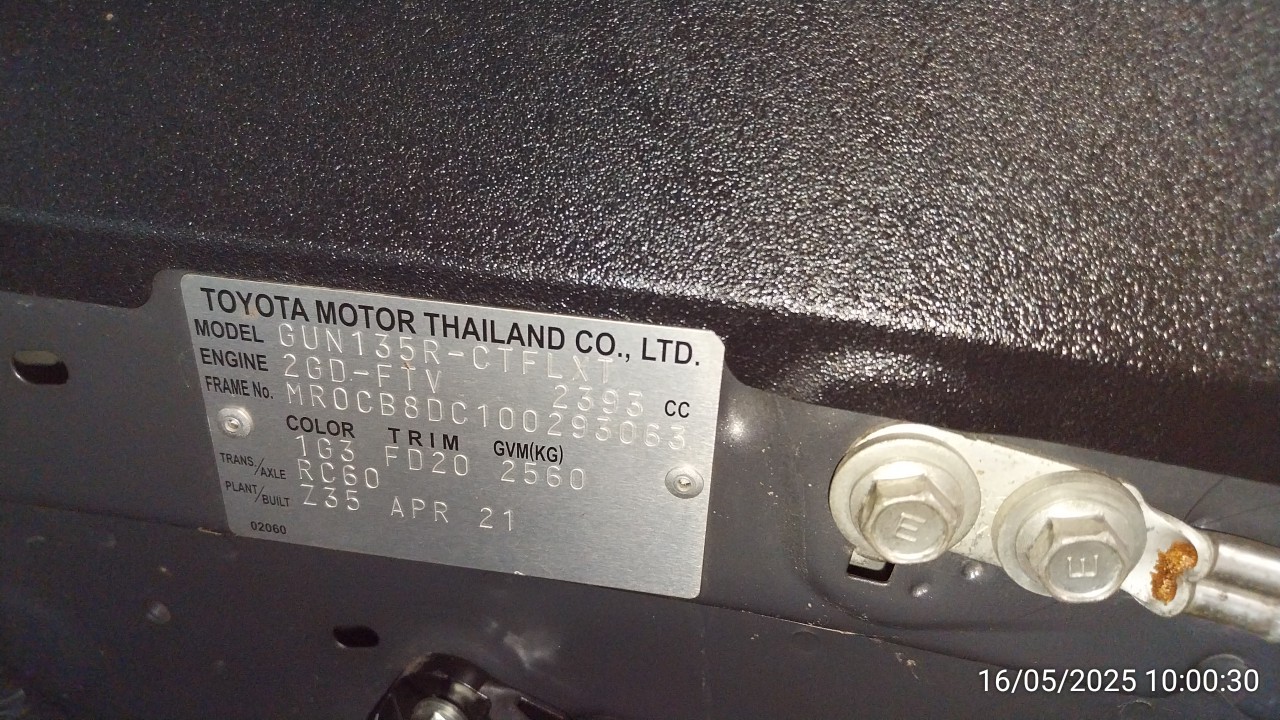 TOYOTA MOTOR THAILAND CO., LTD.
MODEL GUN135R-CTFLXT
ENGINE 2GD-FTV 2393 CC
FRAME No. MR0CB8DC100293063
COLOR TRIM GVM(KG)
1G3 FD20 2560
TRANS./AXLE RC60
PLANT/BUILT Z35 APR 21
02060
E
E
16/05/2025 10:00:30